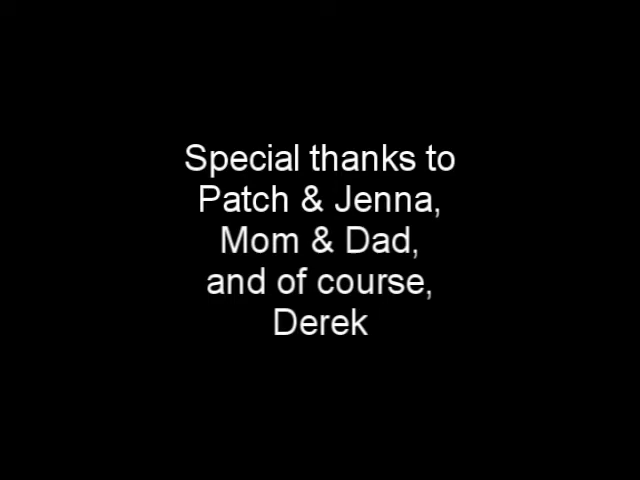 Special thanks to
Patch & Jenna,
Mom & Dad,
and of course,
Derek